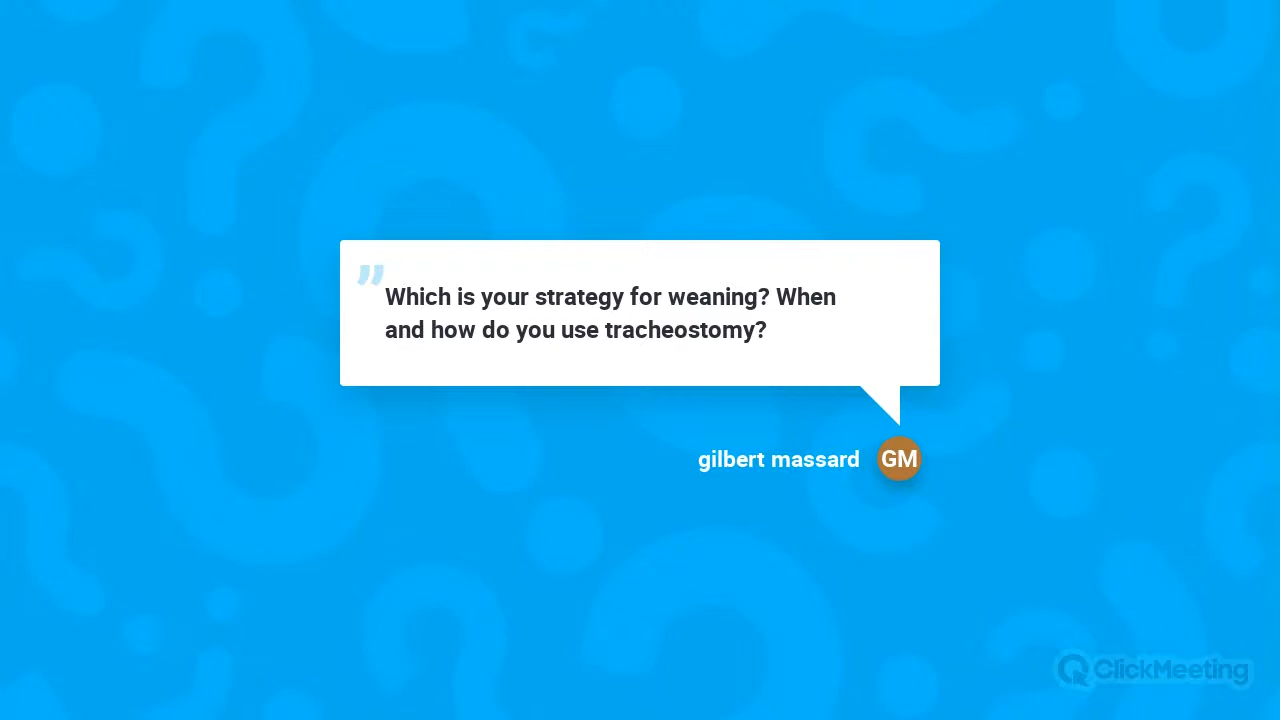 "
Which is your strategy for weaning? When
and how do you use tracheostomy?
gilbert massard GM
ClickMeeting